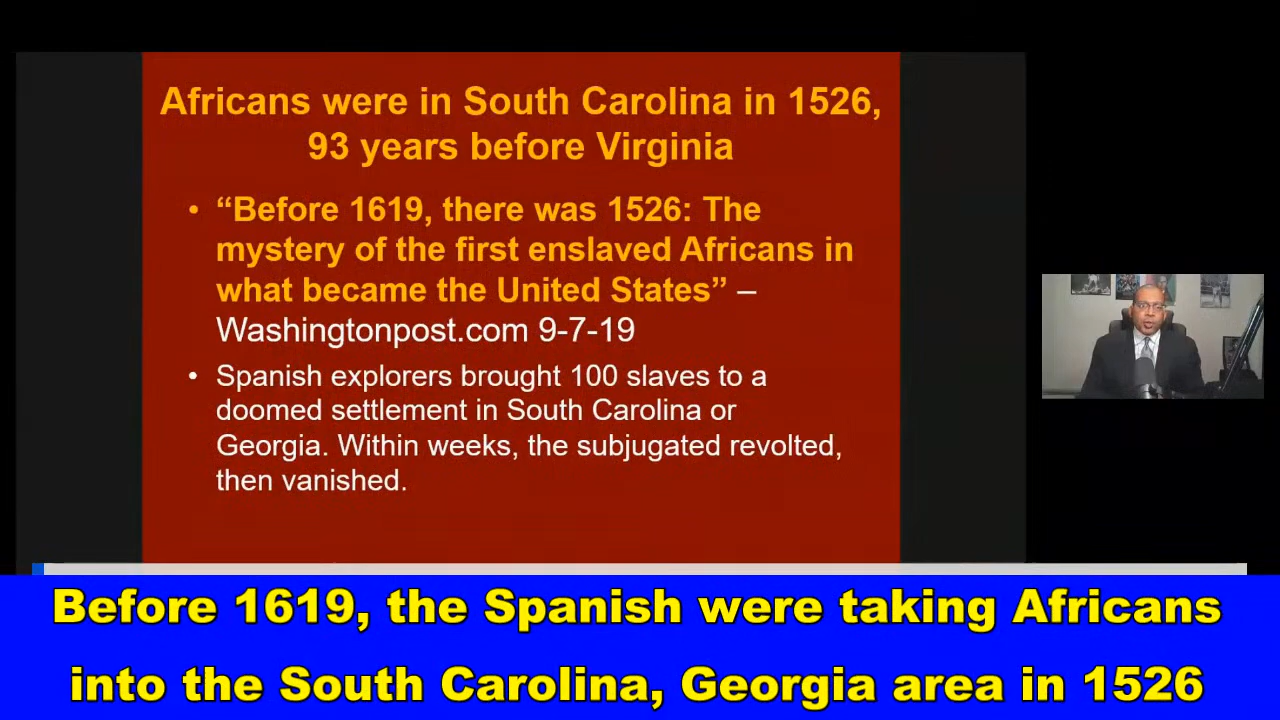 Africans were in South Carolina in 1526,
93 years before Virginia
• “Before 1619, there was 1526: The
mystery of the first enslaved Africans in
what became the United States” –
Washingtonpost.com 9-7-19
• Spanish explorers brought 100 slaves to a
doomed settlement in South Carolina or
Georgia. Within weeks, the subjugated revolted,
then vanished.
Before 1619, the Spanish were taking Africans
into the South Carolina, Georgia area in 1526